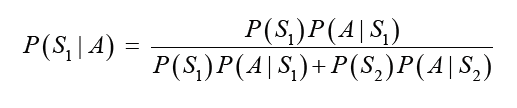 P(S₁ | A) = P(S₁)P(A | S₁) / P(S₁)P(A | S₁)+P(S₂)P(A | S₂)